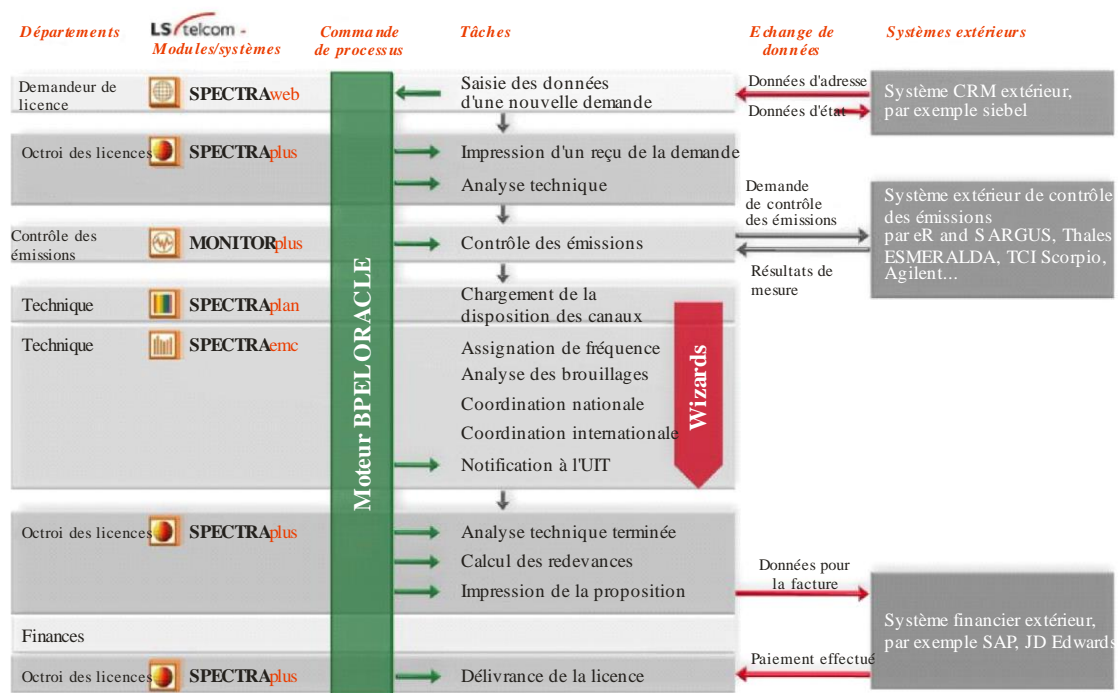 Départements
LS telcom -
Modules/systèmes
Commande
de processus
Tâches
Echange de
données
Systèmes extérieurs
Demandeur de
licence
SPECTRAweb
Saisie des données
d'une nouvelle demande
Données d'adresse
Données d'état
Système CRM extérieur,
par exemple siebel
Octroi des licences
SPECTRAplus
Impression d'un reçu de la demande
Analyse technique
Demande
de contrôle
des émissions
Système extérieur de contrôle
des émissions
par eR and S ARGUS, Thales
ESMERALDA, TCI Scorpio,
Agilent...
Contrôle des
émissions
MONITORplus
Contrôle des émissions
Résultats de
mesure
Technique
SPECTRAplan
Chargement de la
disposition des canaux
Technique
SPECTRAemc
Assignation de fréquence
Analyse des brouillages
Coordination nationale
Coordination internationale
Notification à l'UIT
Wizards
Moteur BPELORACLE
Octroi des licences
SPECTRAplus
Analyse technique terminée
Calcul des redevances
Impression de la proposition
Données pour
la facture
Système financier extérieur,
par exemple SAP, JD Edwards
Finances
Octroi des licences
SPECTRAplus
Délivrance de la licence
Paiement effectué